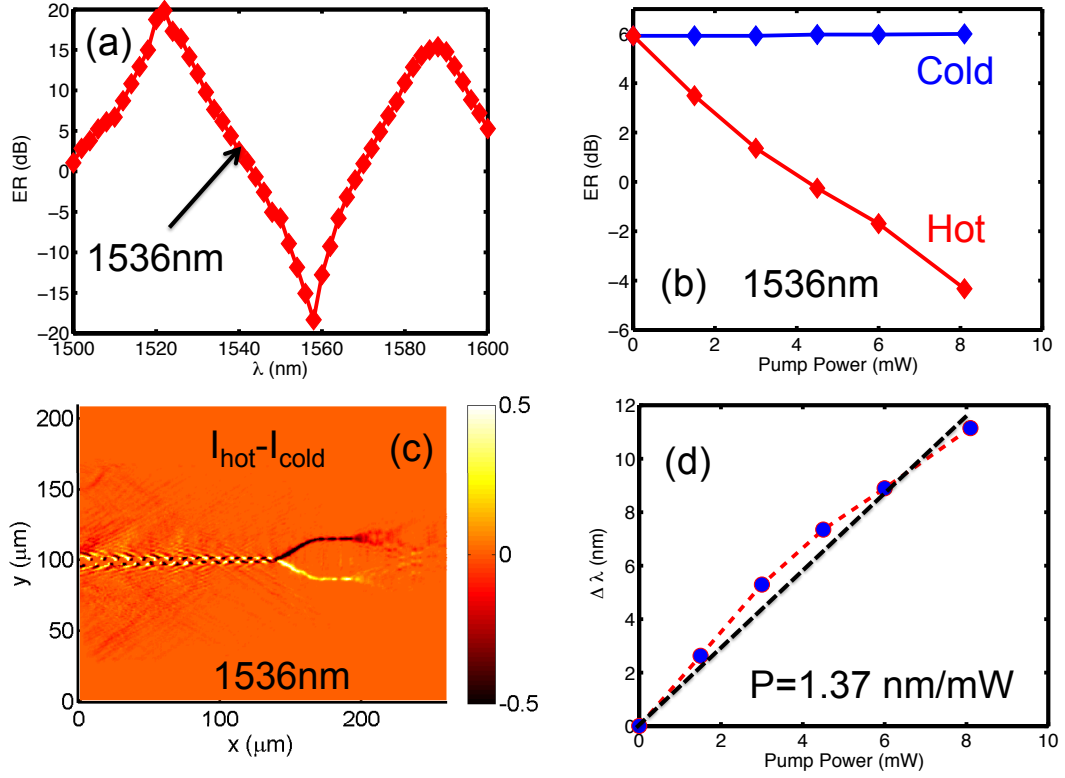 20
15
10
5
0
−5
−10
−15
−20
ER (dB)
(a)
1536nm
1500
1520
1540
1560
1580
1600
λ (nm)
8
6
4
2
0
−2
−4
−6
ER (dB)
Cold
Hot
(b)
1536nm
0
2
4
6
8
10
Pump Power (mW)
200
150
100
50
0
y (μm)
I_hot-I_cold
(c)
1536nm
0
100
200
x (μm)
0.5
0
-0.5
12
10
8
6
4
2
0
Δ λ (nm)
(d)
P=1.37 nm/mW
0
2
4
6
8
10
Pump Power (mW)